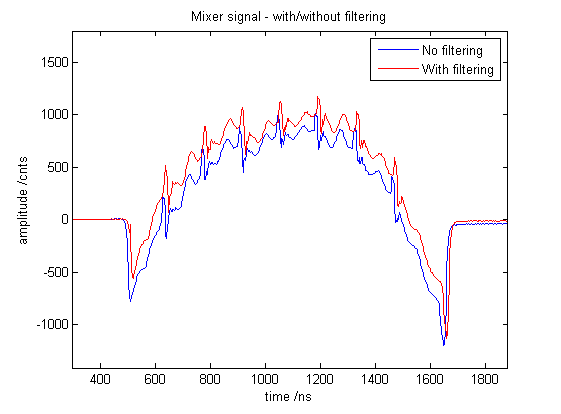 Mixer signal - with/without filtering
No filtering
With filtering
1500
1000
500
0
-500
-1000
400 600 800 1000 1200 1400 1600 1800
amplitude /cnts
time /ns